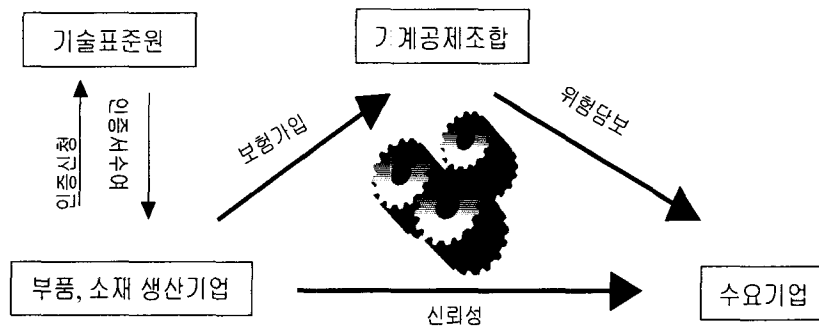 기술표준원
기계공제조합
인증신청
인증서수여
보험가입
위험담보
부품, 소재 생산기업
신뢰성
수요기업